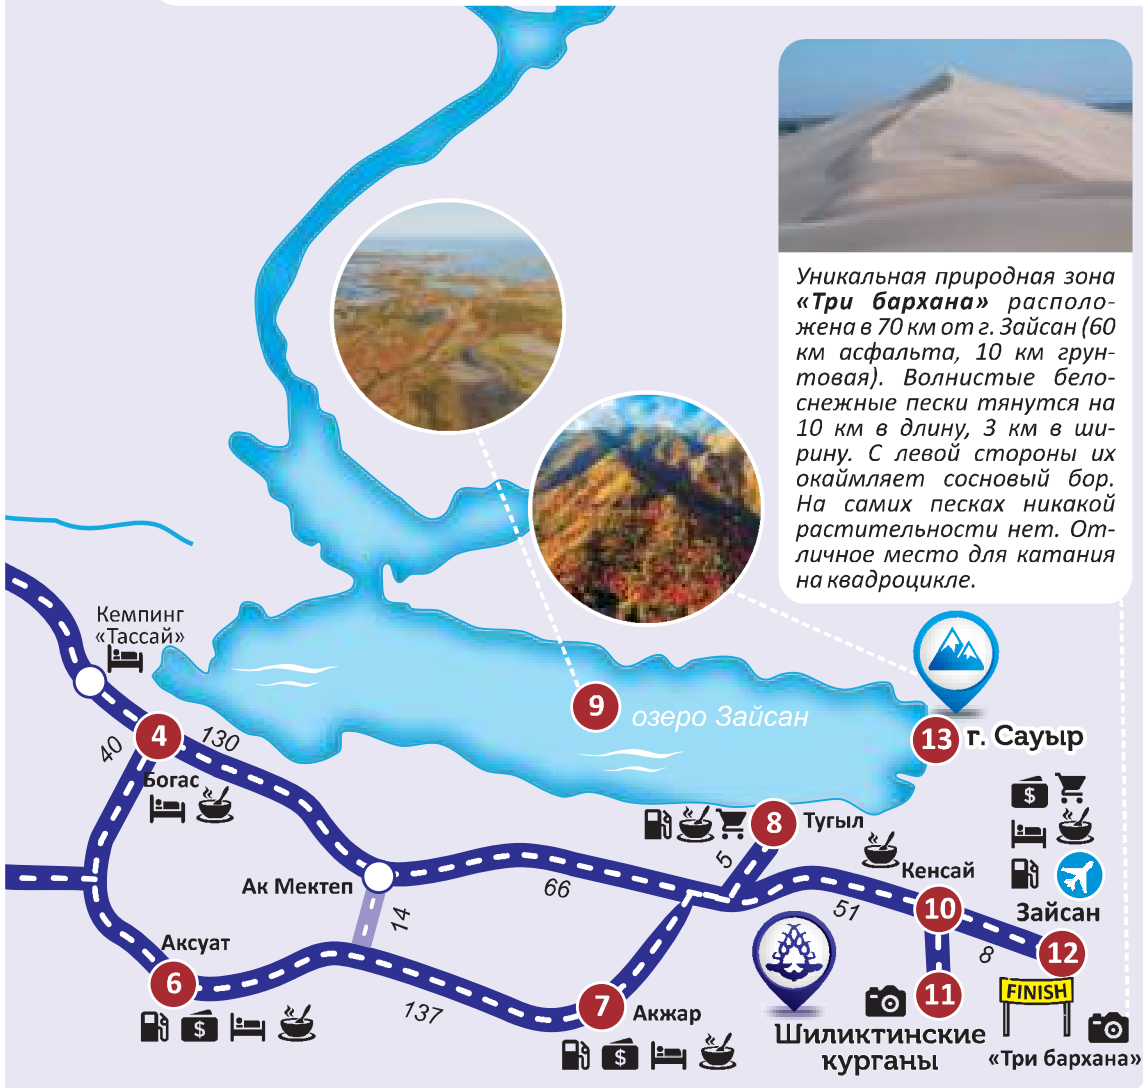 Уникальная природная зона
«Три бархана» располо-
жена в 70 км от г. Зайсан (60
км асфальта, 10 км грун-
товая). Волнистые бело-
снежные пески тянутся на
10 км в длину, 3 км в ши-
рину. С левой стороны их
окаймляет сосновый бор.
На самих песках никакой
растительности нет. От-
личное место для катания
на квадроцикле.
Кемпинг
«Тассай»
4
40
130
Богас
9
озеро Зайсан
13
г. Сауыр
8
Тугыл
5
Кенсай
$
Ак Мектеп
66
14
51
10
Зайсан
12
8
Аксуат
6
$
137
7
Акжар
$
11
Шиликтинские
курганы
FINISH
«Три бархана»